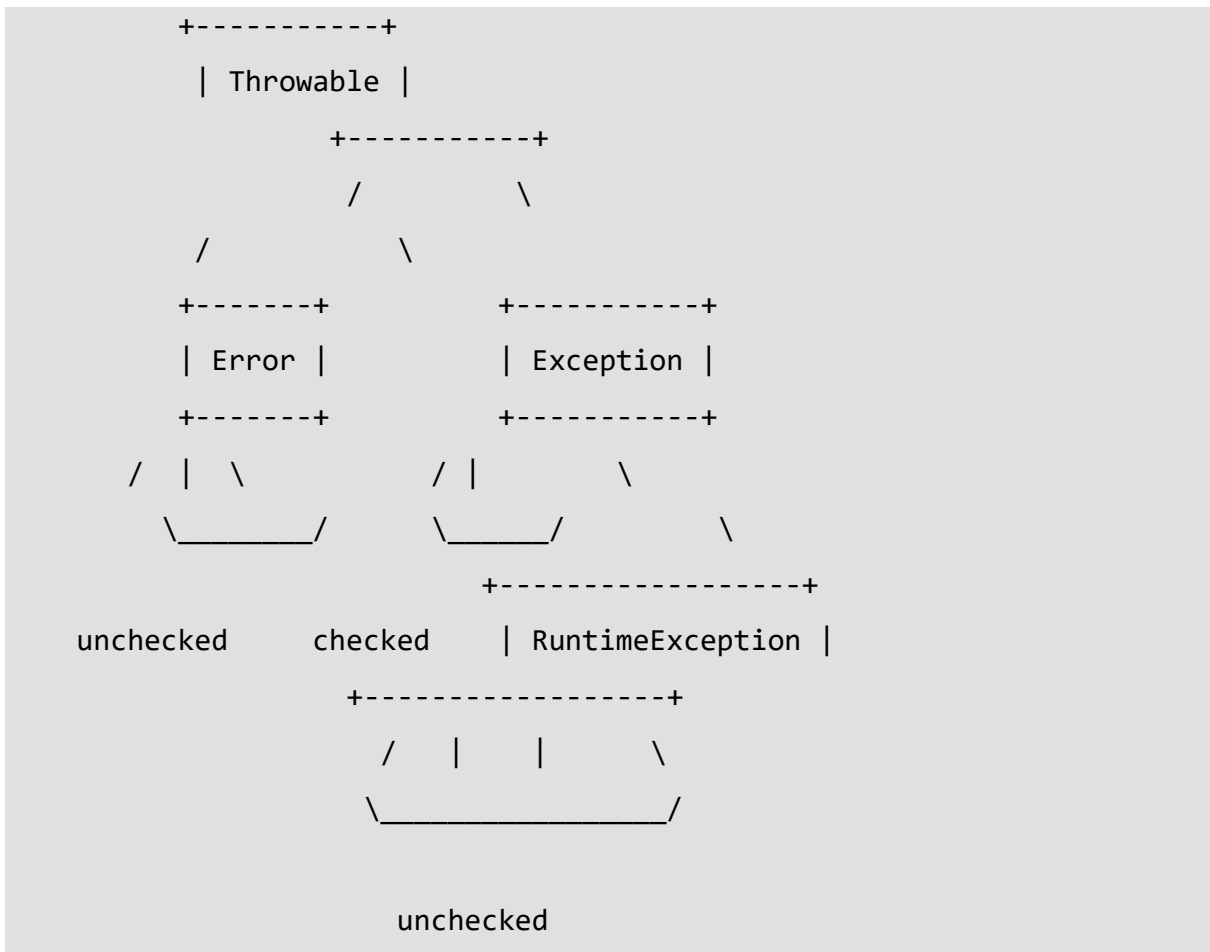 +-----------+
| Throwable |
+-----------+
/ \
/ \
+-------+ +-----------+
| Error | | Exception |
+-------+ +-----------+
/ | \ / | \
\________/ \______/ \
+------------------+
unchecked checked | RuntimeException |
+------------------+
/ | | \
\_________________/
unchecked